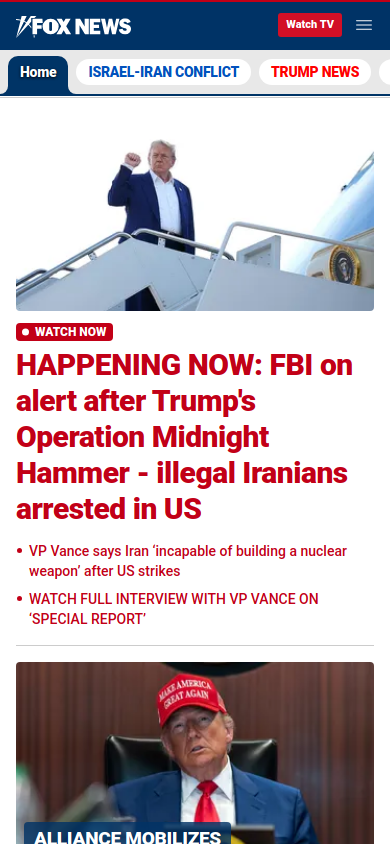 FOX NEWS
Watch TV
Home
ISRAEL-IRAN CONFLICT
TRUMP NEWS
WATCH NOW
HAPPENING NOW: FBI on
alert after Trump's
Operation Midnight
Hammer - illegal Iranians
arrested in US
VP Vance says Iran ‘incapable of building a nuclear
weapon’ after US strikes
WATCH FULL INTERVIEW WITH VP VANCE ON
‘SPECIAL REPORT’
MAKE AMERICA
GREAT AGAIN
ALLIANCE MOBILIZES